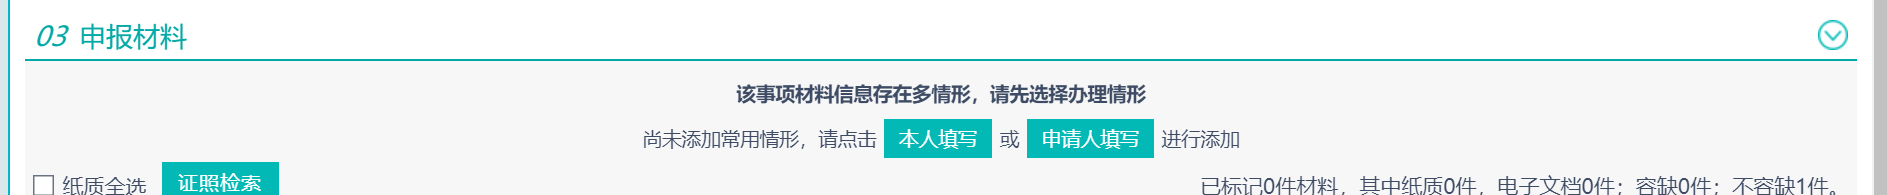 03 申报材料
该事项材料信息存在多情形，请先选择办理情形
尚未添加常用情形，请点击 本人填写 或 申请人填写 进行添加
纸质全选 证照检索 已标记0件材料，其中纸质0件，电子文档0件；容缺0件；不容缺1件。